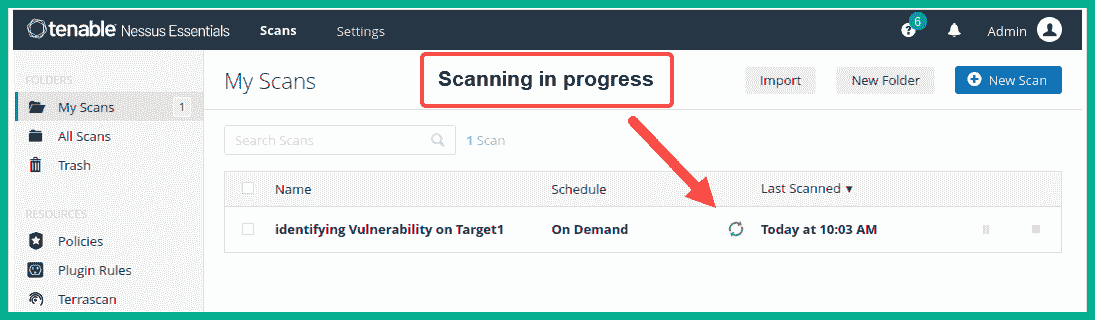 tenable Nessus Essentials Scans Settings 6 Admin
FOLDERS
My Scans 1
All Scans
Trash
RESOURCES
Policies
Plugin Rules
Terrascan
My Scans
Scanning in progress
Import New Folder New Scan
Search Scans 1 Scan
Name Schedule Last Scanned
identifying Vulnerability on Target1 On Demand Today at 10:03 AM